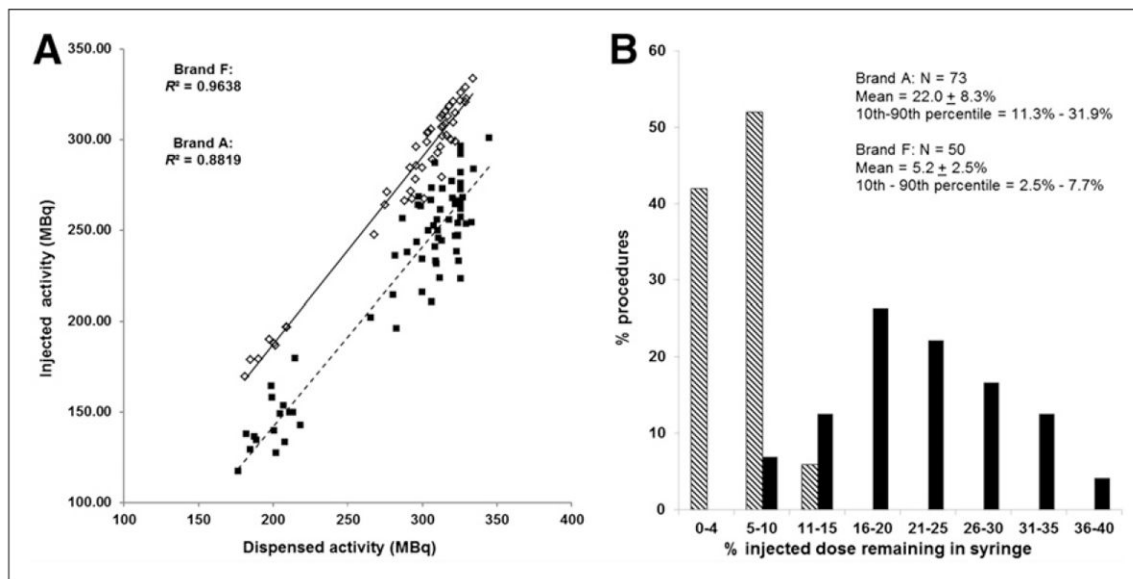 A
Brand F:
R² = 0.9638
Brand A:
R² = 0.8819
Injected activity (MBq)
350.00
300.00
250.00
200.00
150.00
100.00
100 150 200 250 300 350 400
Dispensed activity (MBq)
B
Brand A: N = 73
Mean = 22.0 ± 8.3%
10th-90th percentile = 11.3% - 31.9%
Brand F: N = 50
Mean = 5.2 ± 2.5%
10th - 90th percentile = 2.5% - 7.7%
% procedures
60
50
40
30
20
10
0
0-4 5-10 11-15 16-20 21-25 26-30 31-35 36-40
% injected dose remaining in syringe